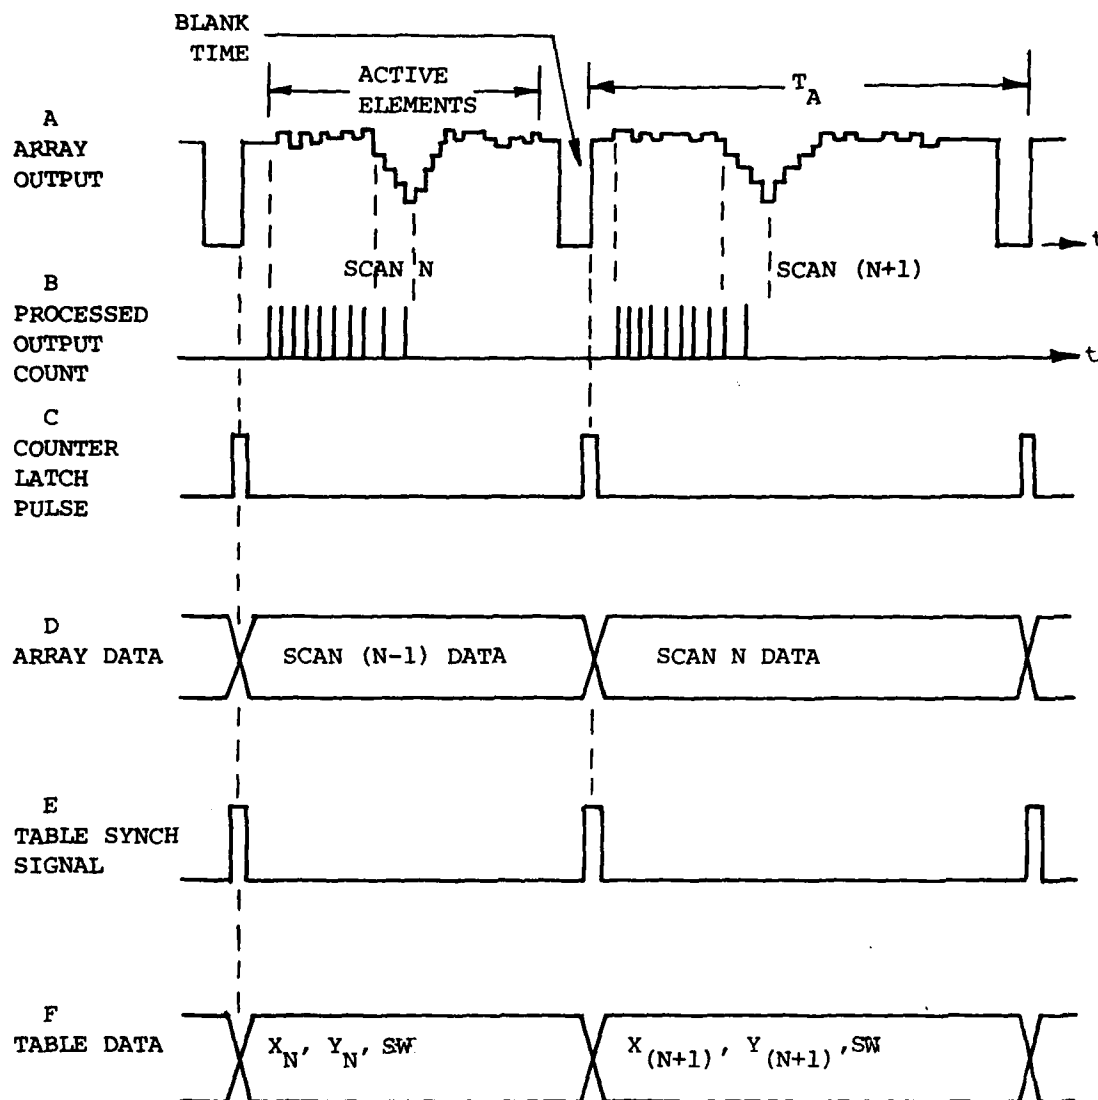 BLANK
TIME
ACTIVE
ELEMENTS
T_A
A
ARRAY
OUTPUT
t
SCAN N
SCAN (N+1)
B
PROCESSED
OUTPUT
COUNT
t
C
COUNTER
LATCH
PULSE
D
ARRAY DATA
SCAN (N-1) DATA
SCAN N DATA
E
TABLE SYNCH
SIGNAL
F
TABLE DATA
X_N, Y_N, SW
X_(N+1), Y_(N+1), SW